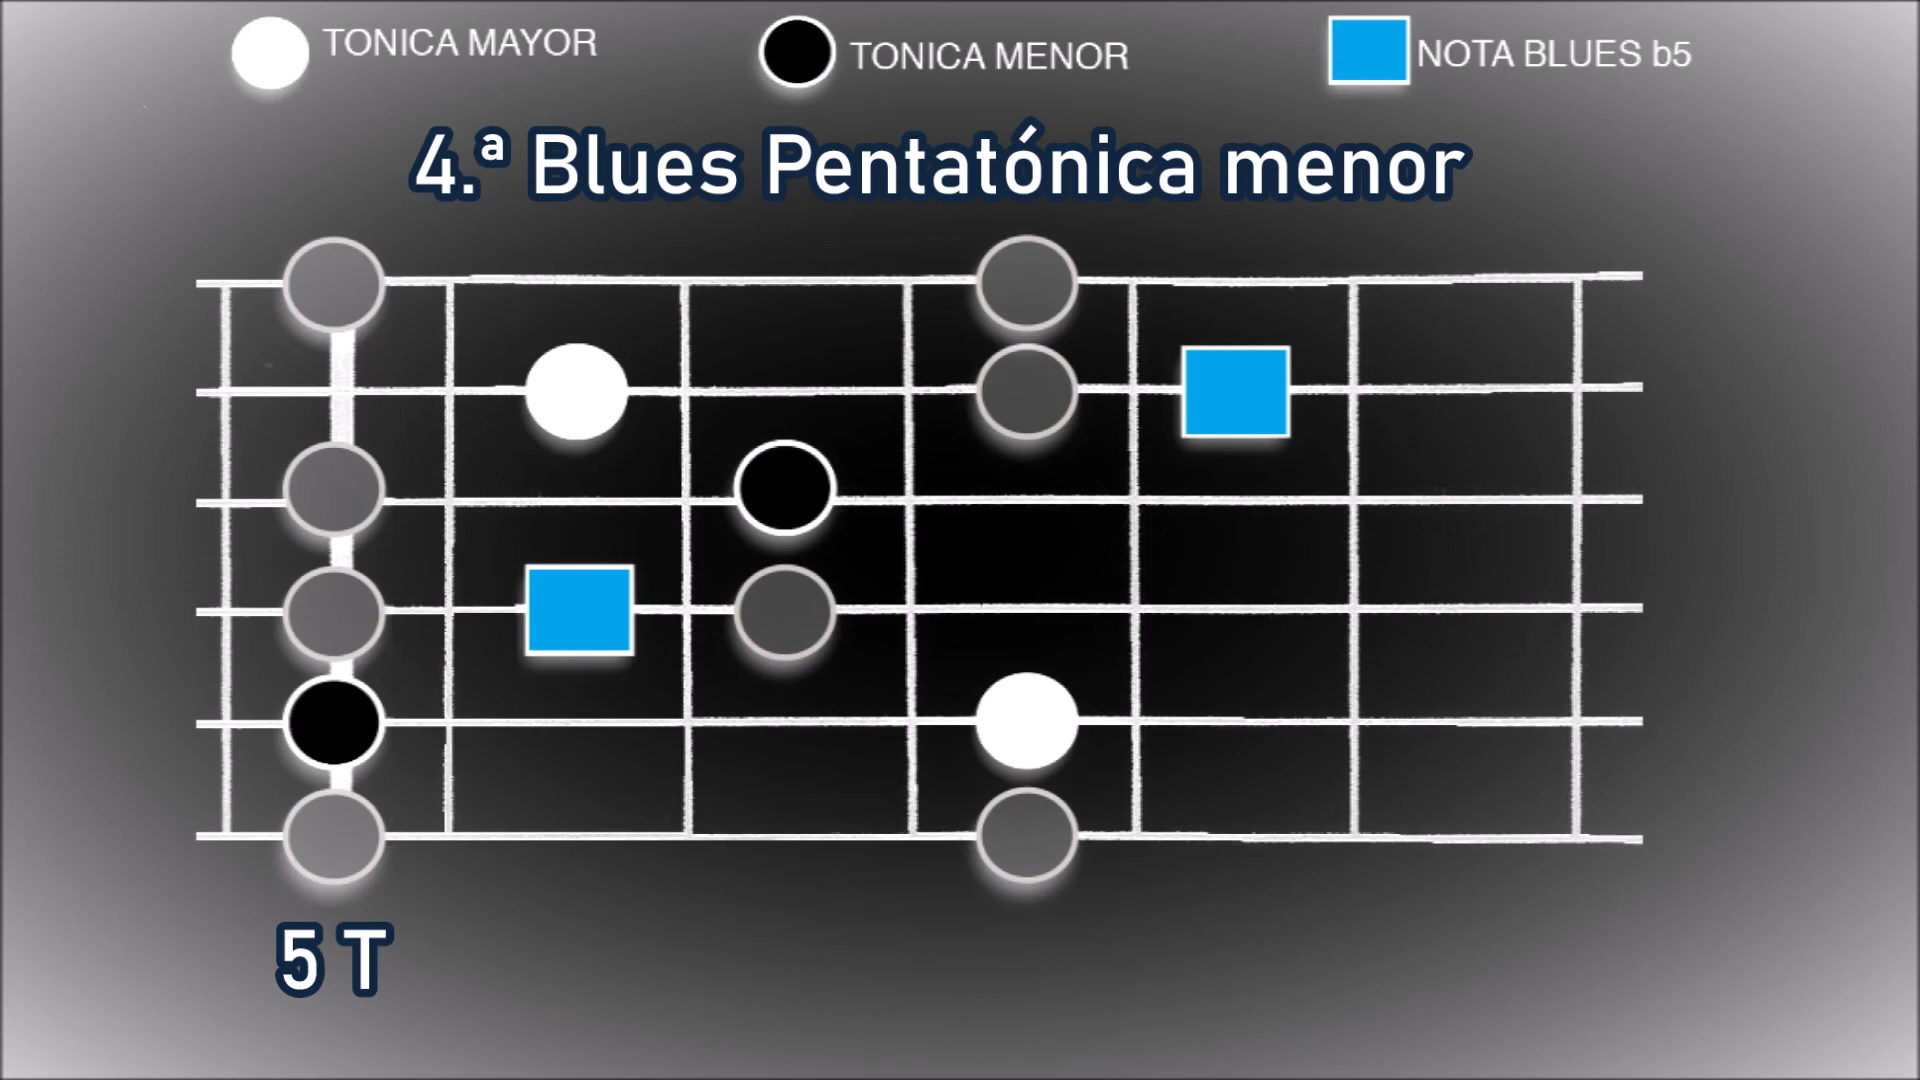 TONICA MAYOR
TONICA MENOR
NOTA BLUES b5
4.ª Blues Pentatónica menor
5 T